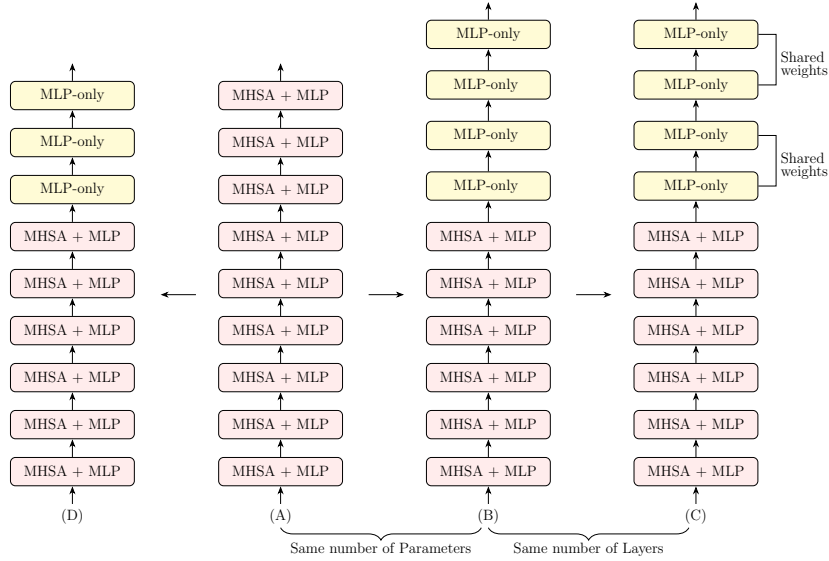 MLP-only
MLP-only
MLP-only
MHSA + MLP
MHSA + MLP
MHSA + MLP
MHSA + MLP
MHSA + MLP
MHSA + MLP
(D)
MHSA + MLP
MHSA + MLP
MHSA + MLP
MHSA + MLP
MHSA + MLP
MHSA + MLP
MHSA + MLP
MHSA + MLP
MHSA + MLP
(A)
MLP-only
MLP-only
MLP-only
MLP-only
MHSA + MLP
MHSA + MLP
MHSA + MLP
MHSA + MLP
MHSA + MLP
MHSA + MLP
(B)
MLP-only
MLP-only
MLP-only
MLP-only
MHSA + MLP
MHSA + MLP
MHSA + MLP
MHSA + MLP
MHSA + MLP
MHSA + MLP
(C)
Shared
weights
Shared
weights
Same number of Parameters
Same number of Layers